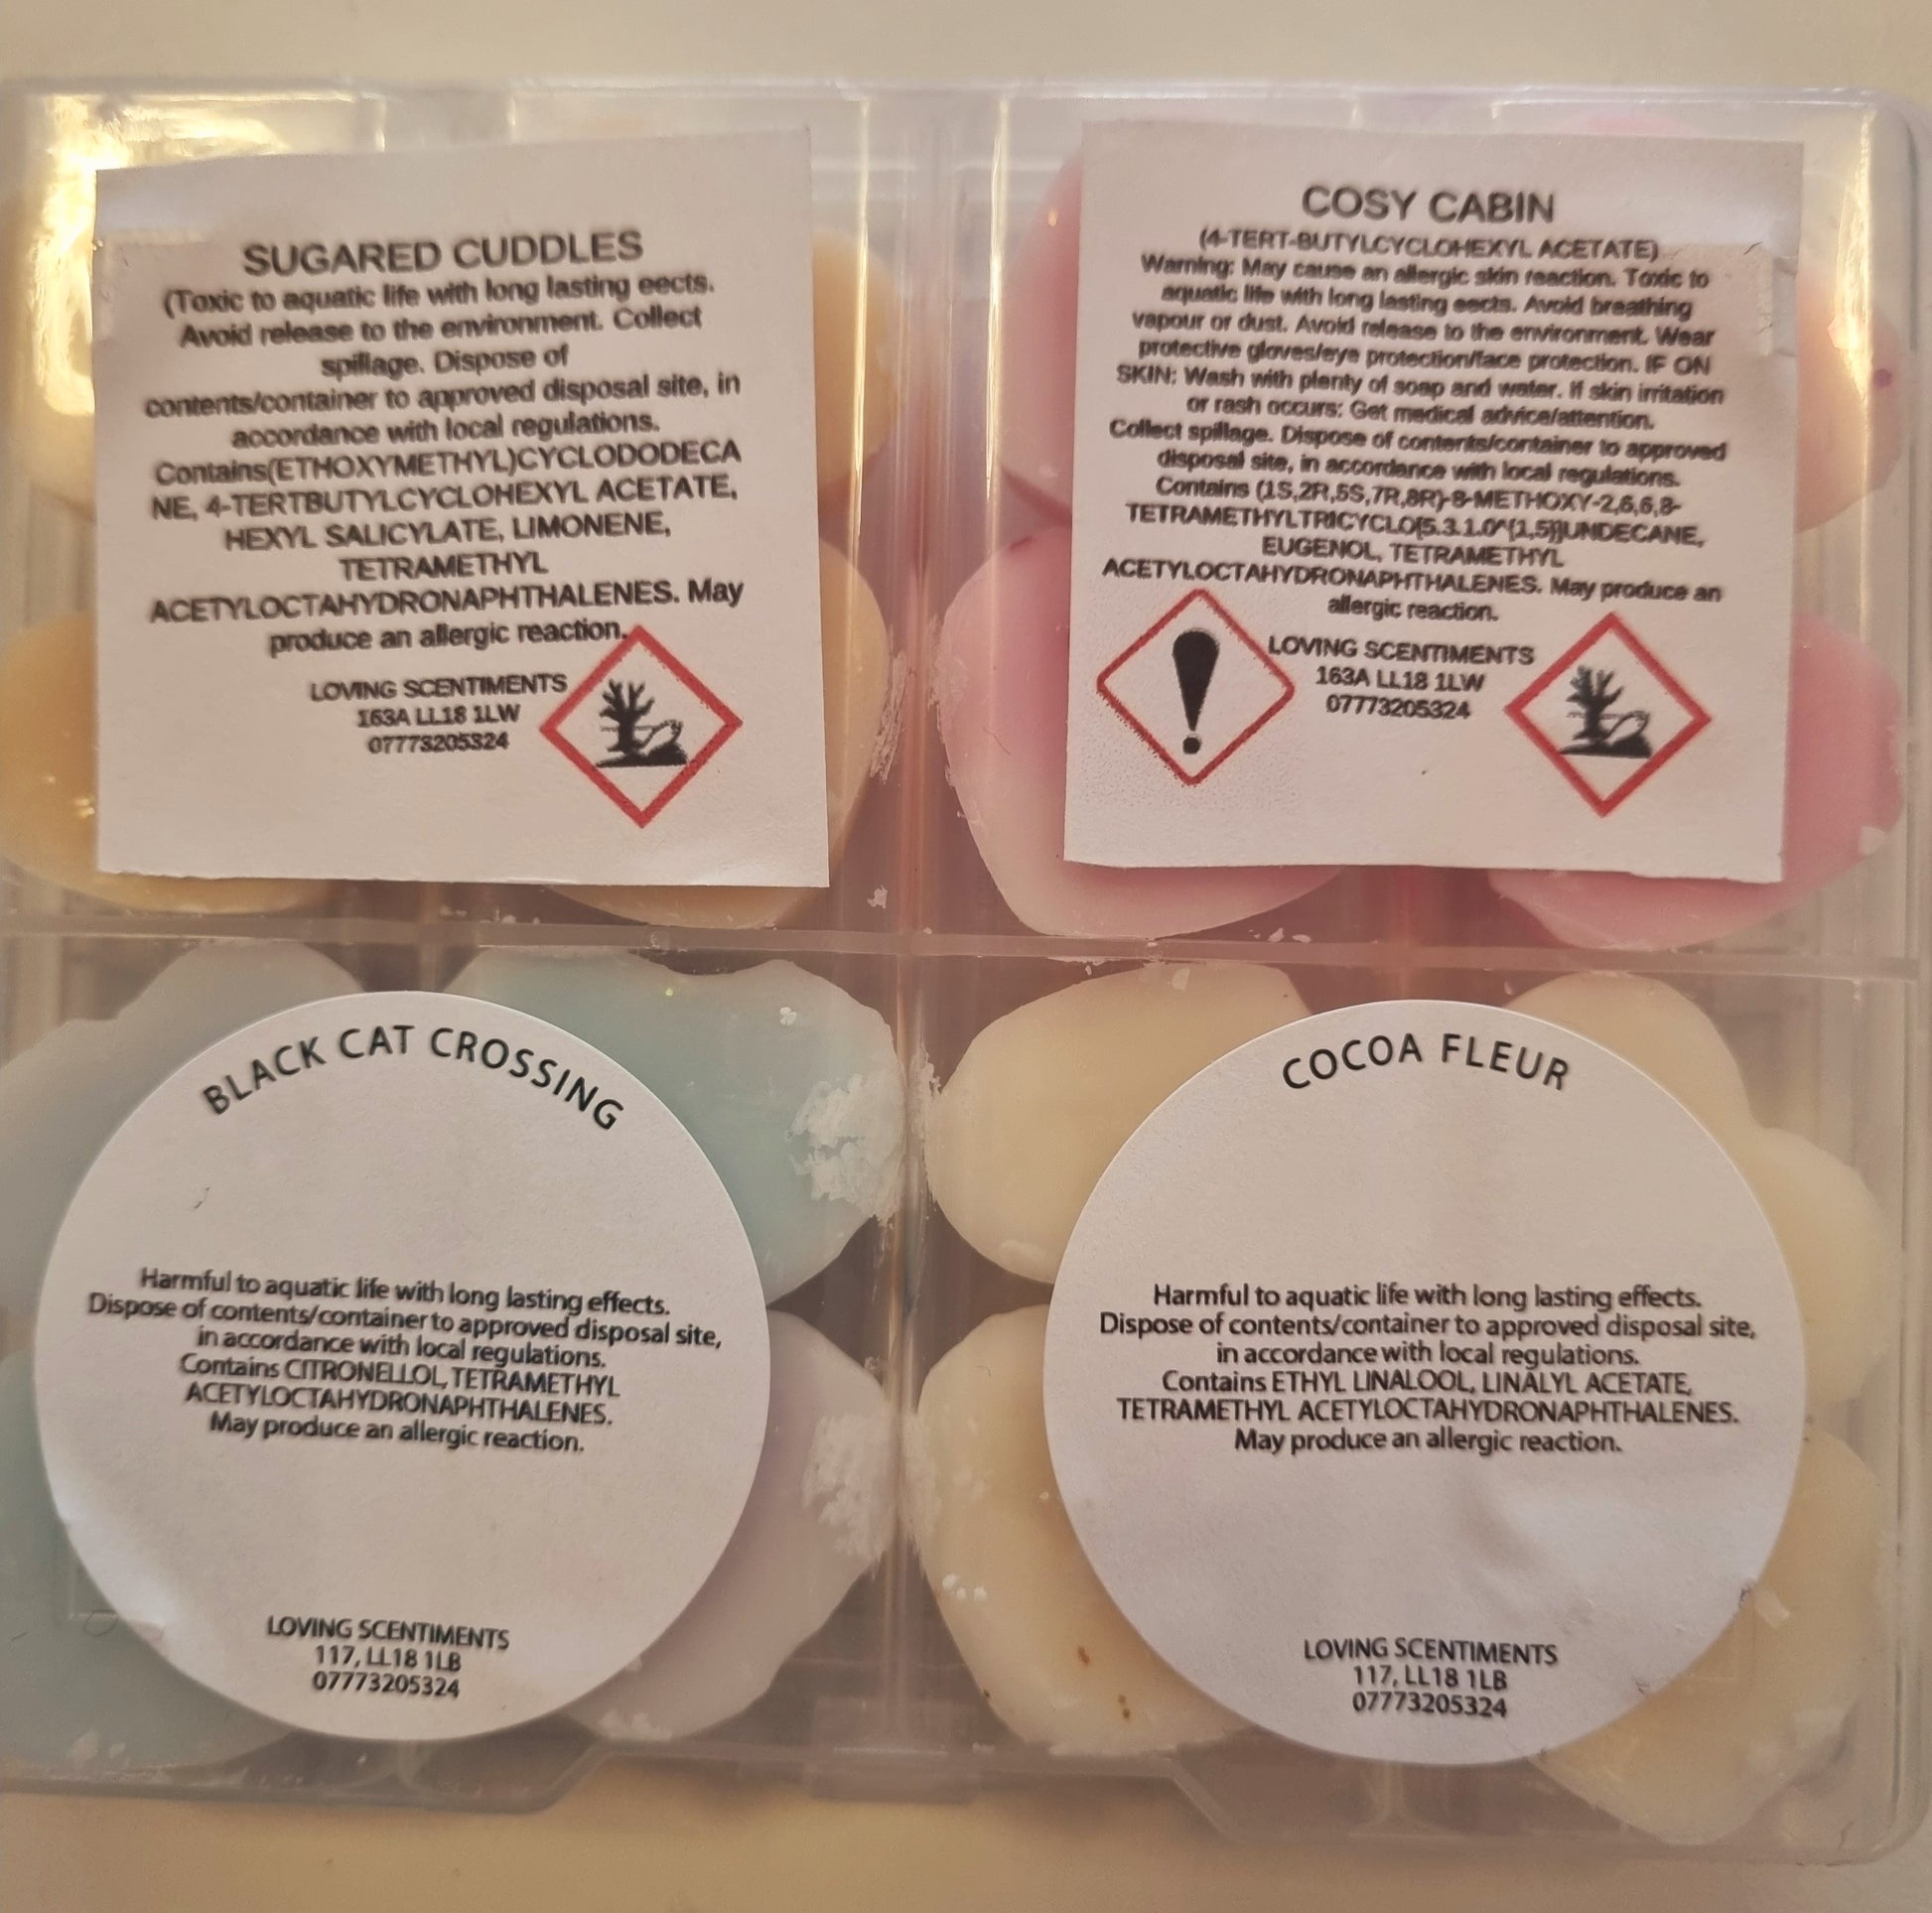 SUGARED CUDDLES
(Toxic to aquatic life with long lasting eects.
Avoid release to the environment. Collect
spillage. Dispose of
contents/container to approved disposal site, in
accordance with local regulations.
Contains(ETHOXYMETHYL)CYCLODODECA
NE, 4-TERTBUTYLCYCLOHEXYL ACETATE,
HEXYL SALICYLATE, LIMONENE,
TETRAMETHYL
ACETYLOCTAHYDRONAPHTHALENES. May
produce an allergic reaction.
LOVING SCENTIMENTS
163A LL18 1LW
07773205324
COSY CABIN
(4-TERT-BUTYLCYCLOHEXYL ACETATE)
Warning: May cause an allergic skin reaction. Toxic to
aquatic life with long lasting eects. Avoid breathing
vapour or dust. Avoid release to the environment. Wear
protective gloves/eye protection/face protection. IF ON
SKIN: Wash with plenty of soap and water. If skin irritation
or rash occurs: Get medical advice/attention.
Collect spillage. Dispose of contents/container to approved
disposal site, in accordance with local regulations.
Contains (1S,2R,5S,7R,8R)-8-METHOXY-2,6,6,8-
TETRAMETHYLTRICYCLO[5.3.1.0^{1,5}]UNDECANE,
EUGENOL, TETRAMETHYL
ACETYLOCTAHYDRONAPHTHALENES. May produce an
allergic reaction.
LOVING SCENTIMENTS
163A LL18 1LW
07773205324
BLACK CAT CROSSING
Harmful to aquatic life with long lasting effects.
Dispose of contents/container to approved disposal site,
in accordance with local regulations.
Contains CITRONELLOL, TETRAMETHYL
ACETYLOCTAHYDRONAPHTHALENES.
May produce an allergic reaction.
LOVING SCENTIMENTS
117, LL18 1LB
07773205324
COCOA FLEUR
Harmful to aquatic life with long lasting effects.
Dispose of contents/container to approved disposal site,
in accordance with local regulations.
Contains ETHYL LINALOOL, LINALYL ACETATE,
TETRAMETHYL ACETYLOCTAHYDRONAPHTHALENES.
May produce an allergic reaction.
LOVING SCENTIMENTS
117, LL18 1LB
07773205324